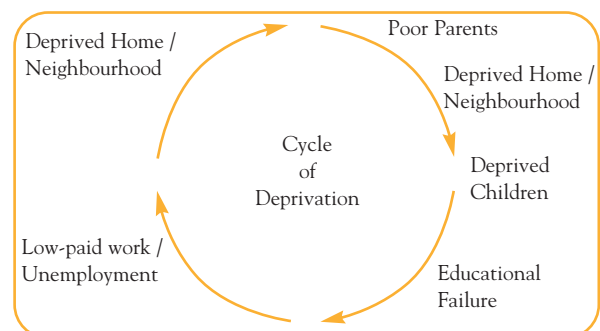 Poor Parents
Deprived Home /
Neighbourhood
Deprived Home /
Neighbourhood
Cycle
of
Deprivation
Deprived
Children
Low-paid work /
Unemployment
Educational
Failure